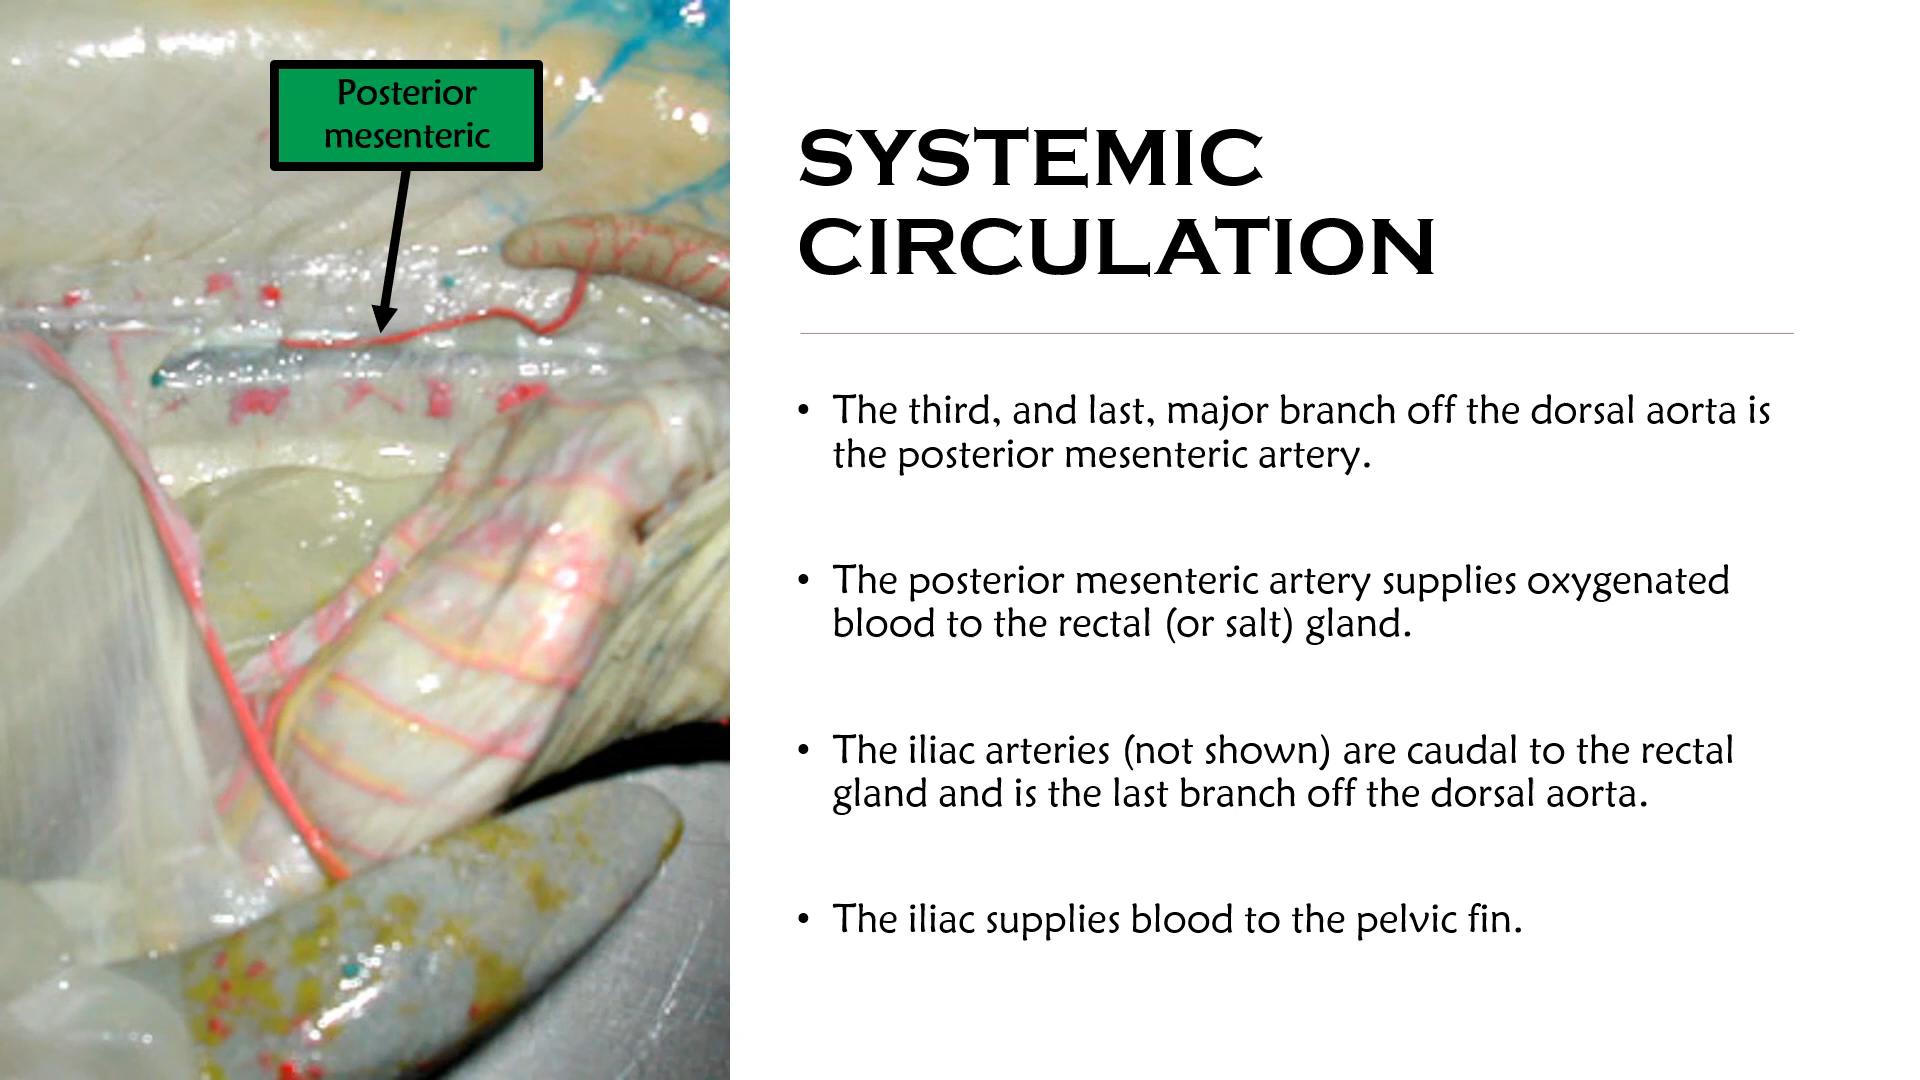 Posterior
mesenteric
SYSTEMIC
CIRCULATION
• The third, and last, major branch off the dorsal aorta is
the posterior mesenteric artery.
• The posterior mesenteric artery supplies oxygenated
blood to the rectal (or salt) gland.
• The iliac arteries (not shown) are caudal to the rectal
gland and is the last branch off the dorsal aorta.
• The iliac supplies blood to the pelvic fin.